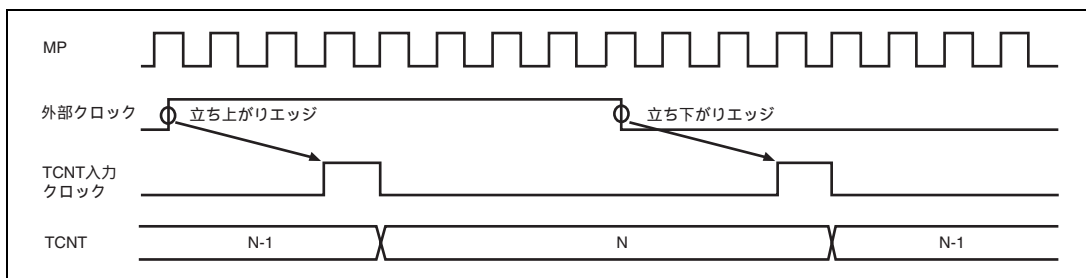 MP
外部クロック
立ち上がりエッジ
立ち下がりエッジ
TCNT入力
クロック
TCNT
N-1
N
N-1